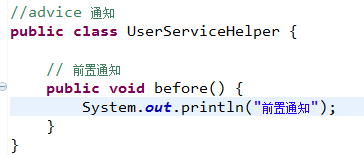 //advice 通知
public class UserServiceHelper {
// 前置通知
public void before() {
System.out.println("前置通知");
}
}